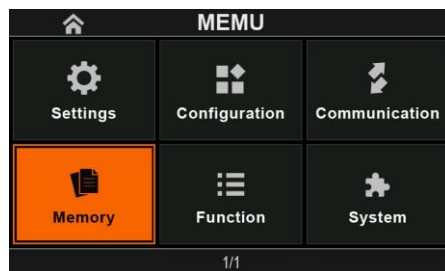 MEMU
Settings
Configuration
Communication
Memory
Function
System
1/1